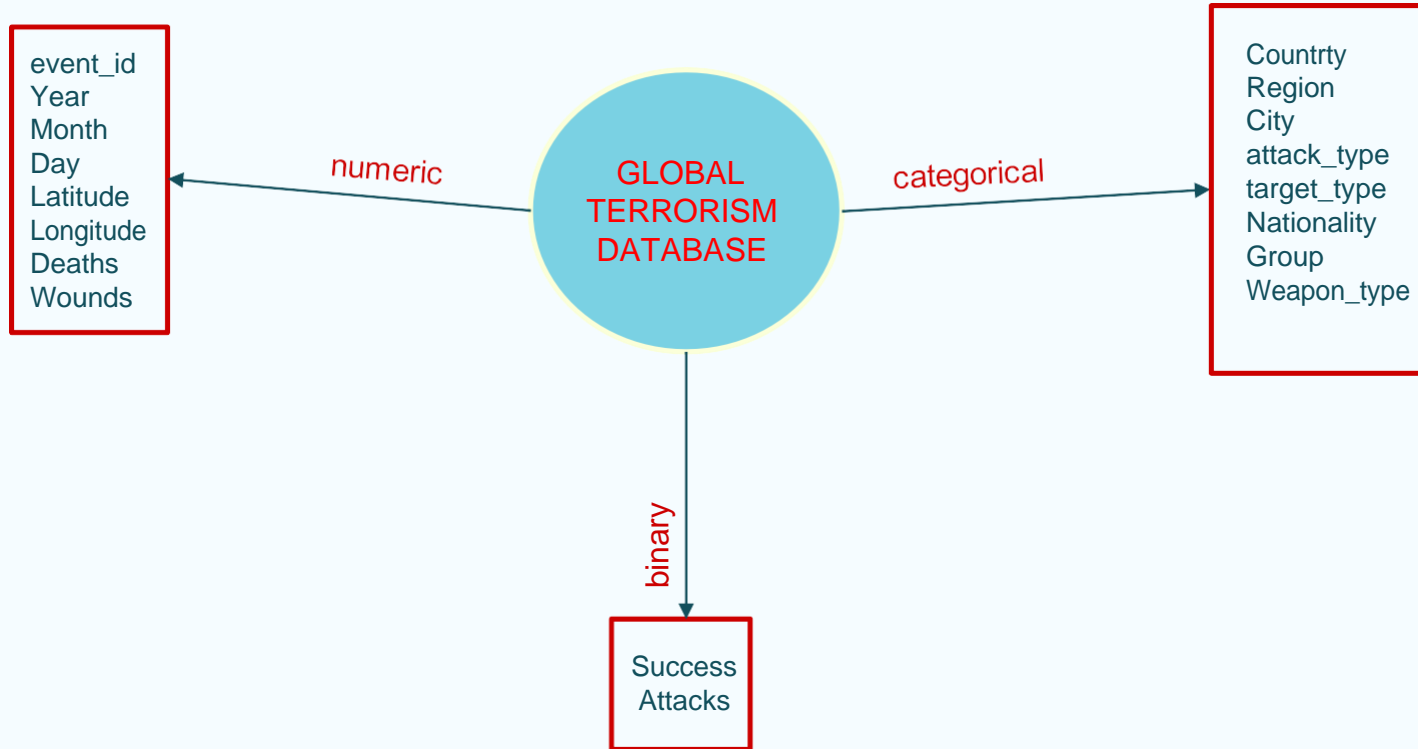 event_id
Year
Month
Day
Latitude
Longitude
Deaths
Wounds
numeric
GLOBAL
TERRORISM
DATABASE
categorical
Countrty
Region
City
attack_type
target_type
Nationality
Group
Weapon_type
binary
Success
Attacks